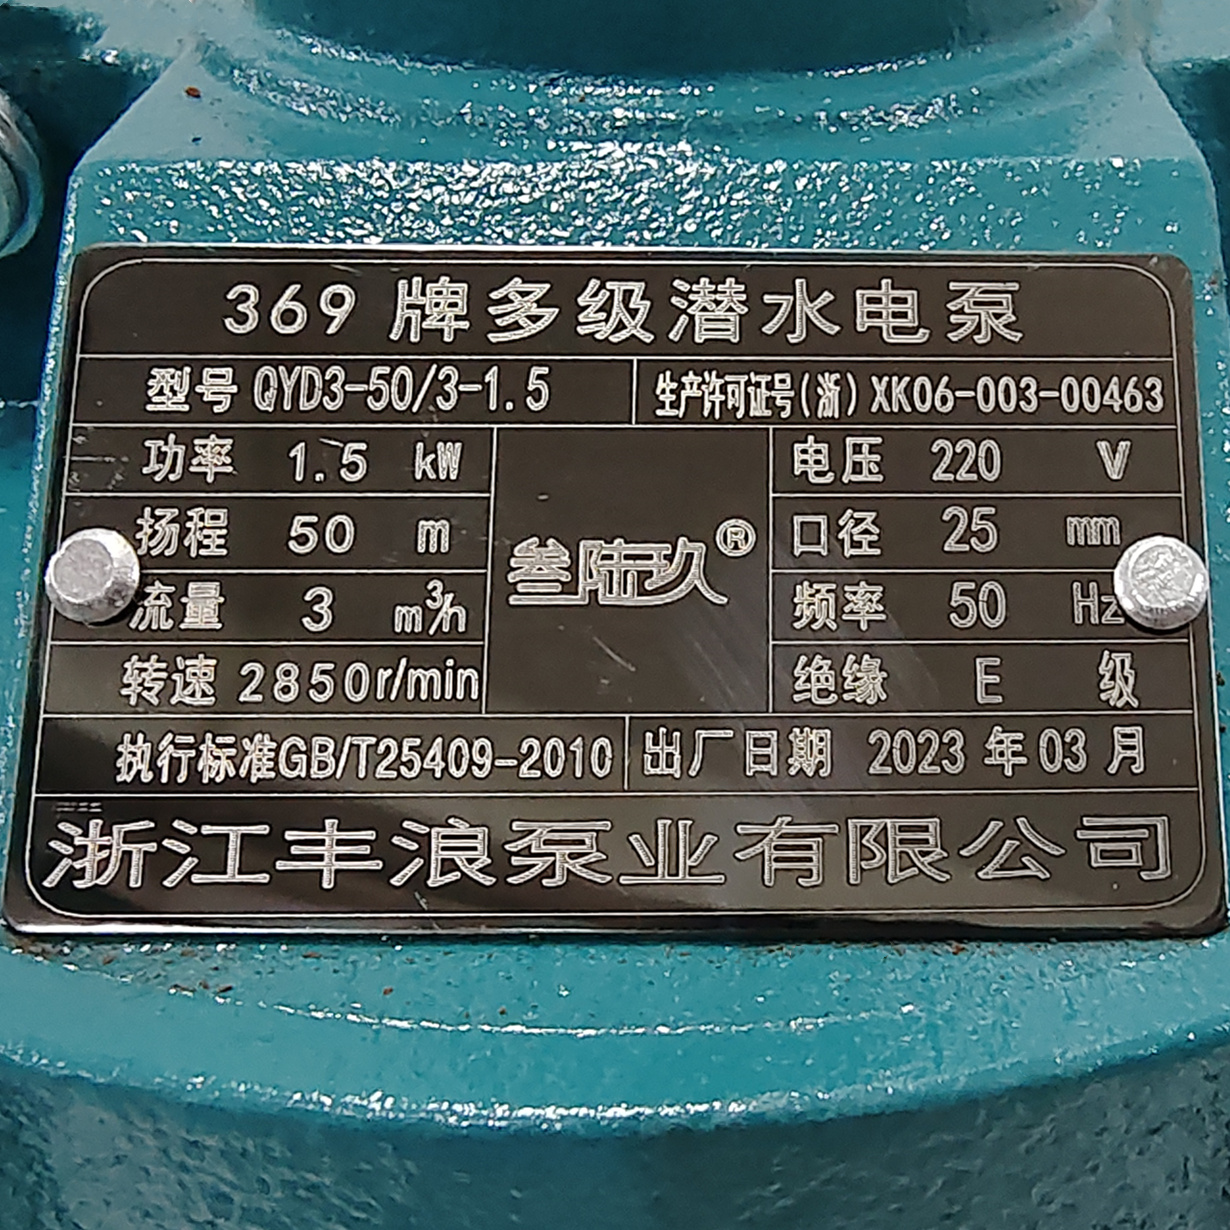 369 牌多级潜水电泵
型号 QYD3-50/3-1.5 生产许可证号(浙) XK06-003-00463
功率 1.5 kW 电压 220 V
扬程 50 m 口径 25 mm
叁陆玖®
流量 3 m³/h 频率 50 Hz
转速 2850r/min 绝缘 E 级
执行标准GB/T25409-2010 出厂日期 2023 年 03 月
浙江丰浪泵业有限公司